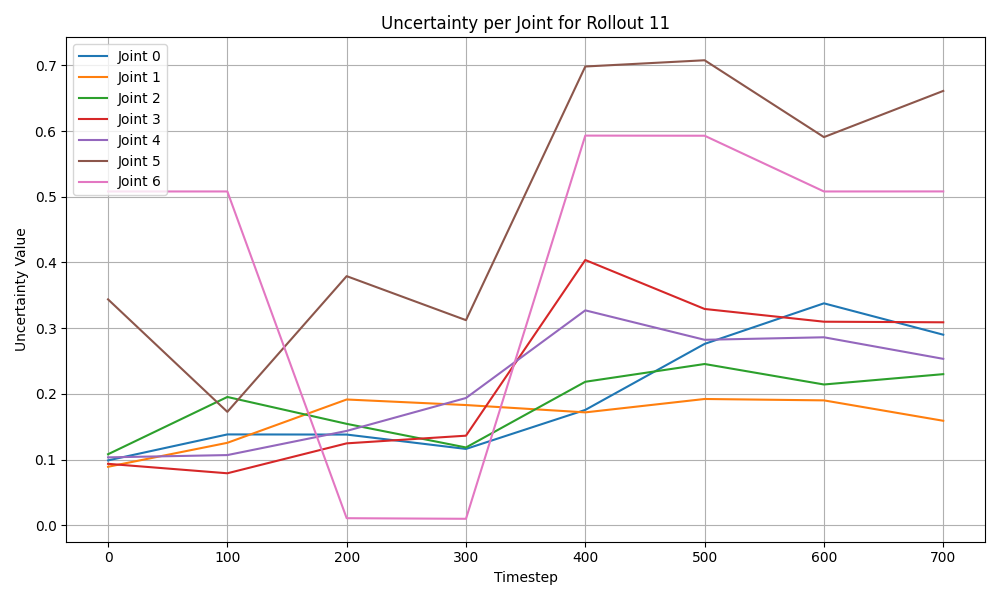 Uncertainty per Joint for Rollout 11
Joint 0
Joint 1
Joint 2
Joint 3
Joint 4
Joint 5
Joint 6
0.7
0.6
0.5
0.4
0.3
0.2
0.1
0.0
Uncertainty Value
0 100 200 300 400 500 600 700
Timestep